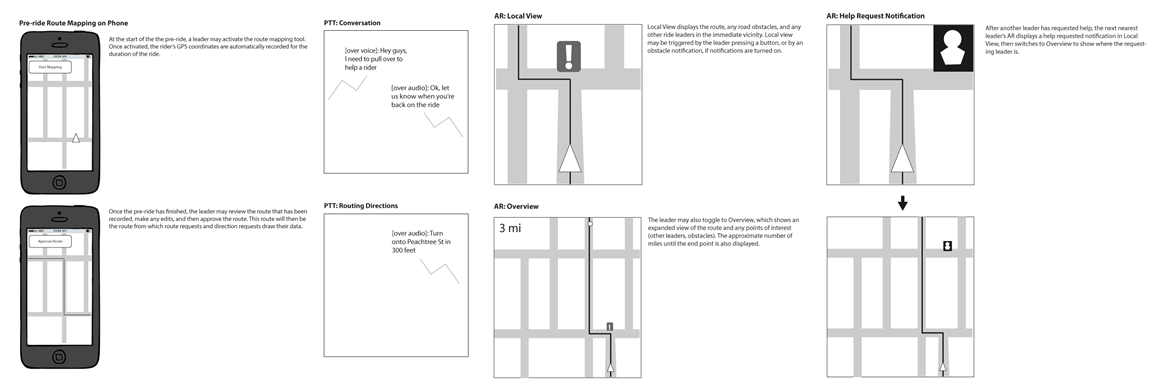 Pre-ride Route Mapping on Phone
At the start of the the pre-ride, a leader may activate the route mapping tool.
Once activated, the rider's GPS coordinates are automatically recorded for the
duration of the ride.
Start Mapping
Once the pre-ride has finished, the leader may review the route that has been
recorded, make any edits, and then approve the route. This route will then be
the route from which route requests and direction requests draw their data.
Approve Route
PTT: Conversation
[over voice]: Hey guys,
I need to pull over to
help a rider
[over audio]: Ok, let
us know when you're
back on the ride
PTT: Routing Directions
[over audio]: Turn
onto Peachtree St in
300 feet
AR: Local View
Local View displays the route, any road obstacles, and any
other ride leaders in the immediate vicinity. Local view
may be triggered by the leader pressing a button, or by an
obstacle notification, if notifications are turned on.
!
AR: Overview
3 mi
The leader may also toggle to Overview, which shows an
expanded view of the route and any points of interest
(other leaders, obstacles). The approximate number of
miles until the end point is also displayed.
!
AR: Help Request Notification
After another leader has requested help, the next nearest
leader's AR displays a help requested notification in Local
View, then switches to Overview to show where the request-
ing leader is.